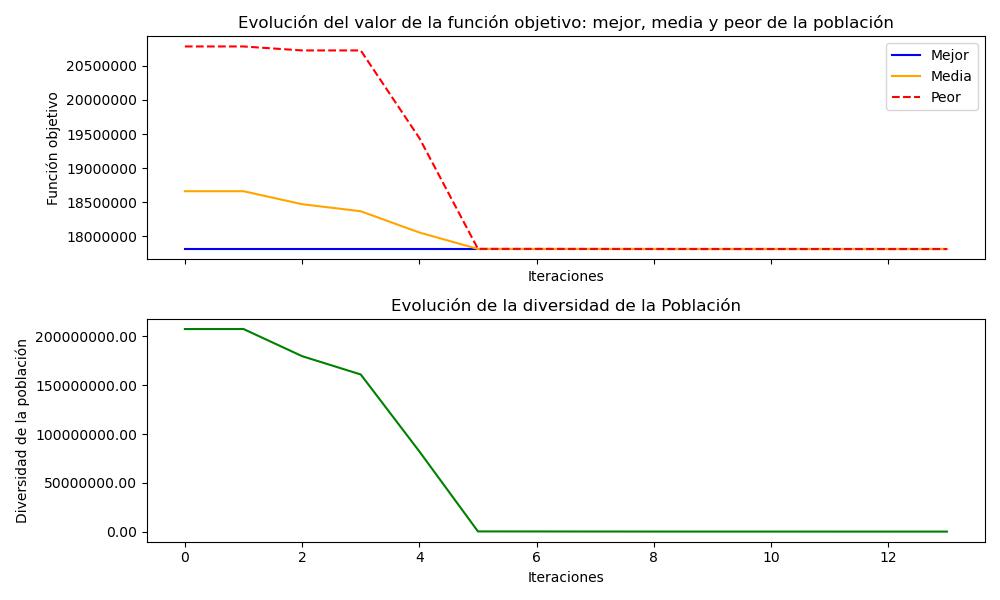 Evolución del valor de la función objetivo: mejor, media y peor de la población
Función objetivo
20500000
20000000
19500000
19000000
18500000
18000000
Mejor
Media
Peor
Iteraciones
Evolución de la diversidad de la Población
Diversidad de la población
200000000.00
150000000.00
100000000.00
50000000.00
0.00
0 2 4 6 8 10 12
Iteraciones